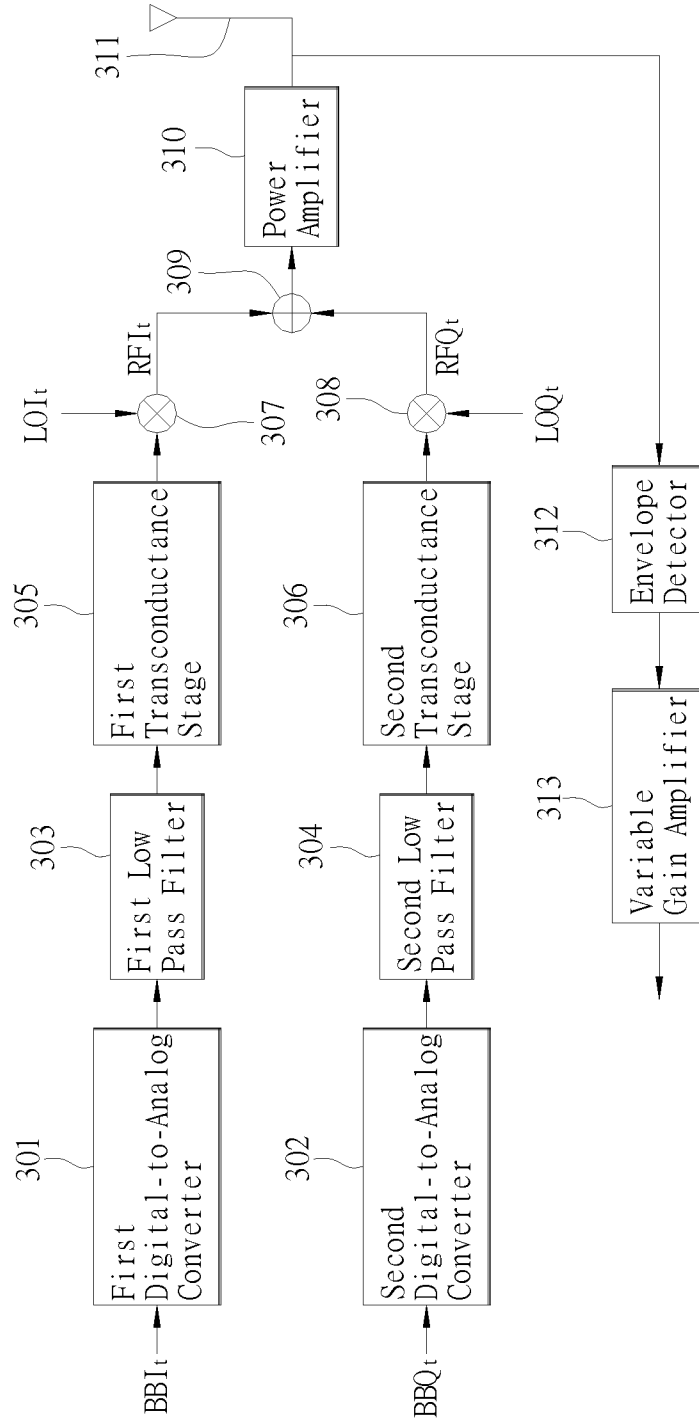 BBIt
First
Digital-to-Analog
Converter
301
First Low
Pass Filter
303
First
Transconductance
Stage
305
LOIt
307
RFIt
309
Power
Amplifier
310
311
BBQt
Second
Digital-to-Analog
Converter
302
Second Low
Pass Filter
304
Second
Transconductance
Stage
306
308
LOQt
RFQt
Variable
Gain Amplifier
313
Envelope
Detector
312